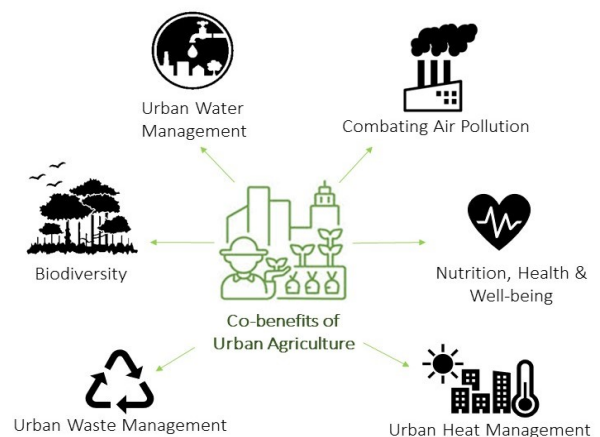 Urban Water
Management
Combating Air Pollution
Biodiversity
Nutrition, Health &
Well-being
Co-benefits of
Urban Agriculture
Urban Waste Management
Urban Heat Management